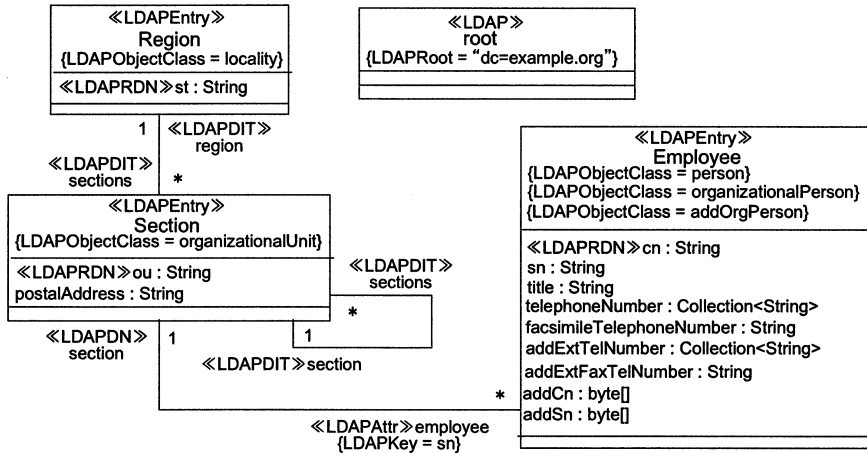 ≪LDAPEntry≫
Region
{LDAPObjectClass = locality}
≪LDAPRDN≫st : String
≪LDAP≫
root
{LDAPRoot = “dc=example.org”}
1
≪LDAPDIT≫
region
≪LDAPDIT≫
sections
*
≪LDAPEntry≫
Section
{LDAPObjectClass = organizationalUnit}
≪LDAPRDN≫ou : String
postalAddress : String
≪LDAPDIT≫
sections
*
1
≪LDAPDIT≫section
≪LDAPDN≫
section
1
≪LDAPEntry≫
Employee
{LDAPObjectClass = person}
{LDAPObjectClass = organizationalPerson}
{LDAPObjectClass = addOrgPerson}
≪LDAPRDN≫cn : String
sn : String
title : String
telephoneNumber : Collection<String>
facsimileTelephoneNumber : String
addExtTelNumber : Collection<String>
addExtFaxTelNumber : String
addCn : byte[]
addSn : byte[]
*
≪LDAPAttr≫employee
{LDAPKey = sn}